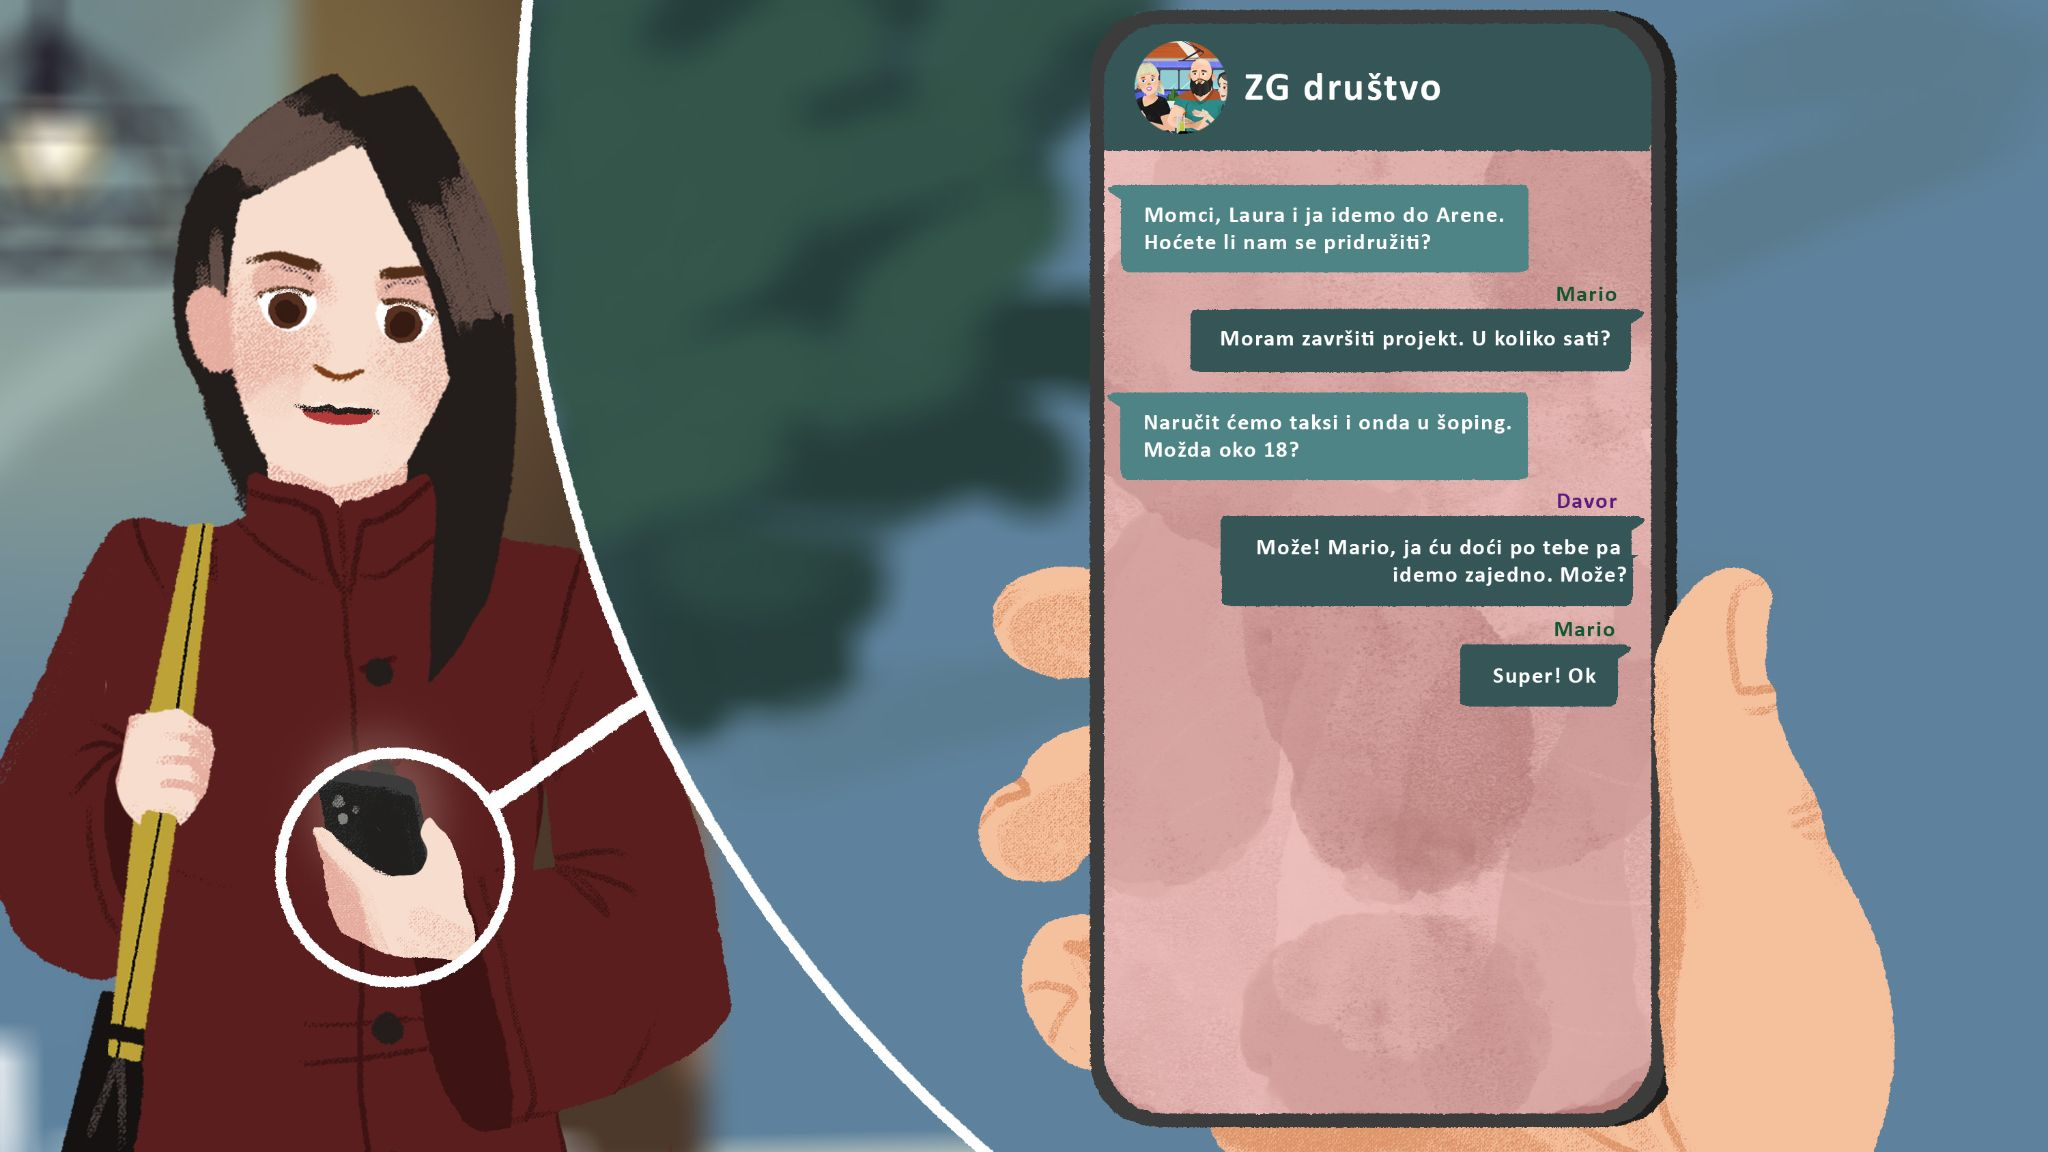 ZG društvo
Momci, Laura i ja idemo do Arene.
Hoćete li nam se pridružiti?
Mario
Moram završiti projekt. U koliko sati?
Naručit ćemo taksi i onda u šoping.
Možda oko 18?
Davor
Može! Mario, ja ću doći po tebe pa
idemo zajedno. Može?
Mario
Super! Ok